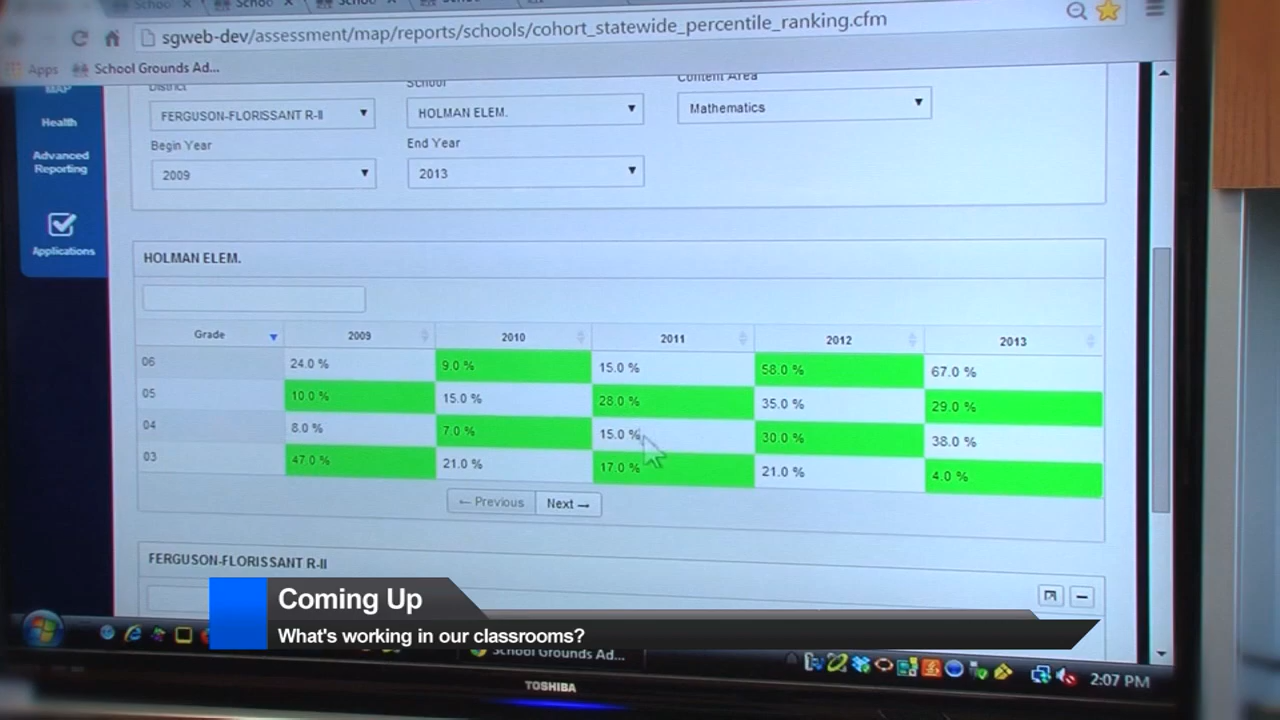 sgweb-dev/assessment/map/reports/schools/cohort_statewide_percentile_ranking.cfm
Apps School Grounds Ad...
MAP
Health
Advanced
Reporting
Applications
District School Content Area
FERGUSON-FLORISSANT R-II HOLMAN ELEM. Mathematics
Begin Year End Year
2009 2013
HOLMAN ELEM.
Grade 2009 2010 2011 2012 2013
06 24.0 % 9.0 % 15.0 % 58.0 % 67.0 %
05 10.0 % 15.0 % 28.0 % 35.0 % 29.0 %
04 8.0 % 7.0 % 15.0 % 30.0 % 38.0 %
03 47.0 % 21.0 % 17.0 % 21.0 % 4.0 %
← Previous Next →
FERGUSON-FLORISSANT R-II
Coming Up
What's working in our classrooms?
School Grounds Ad...
2:07 PM
TOSHIBA